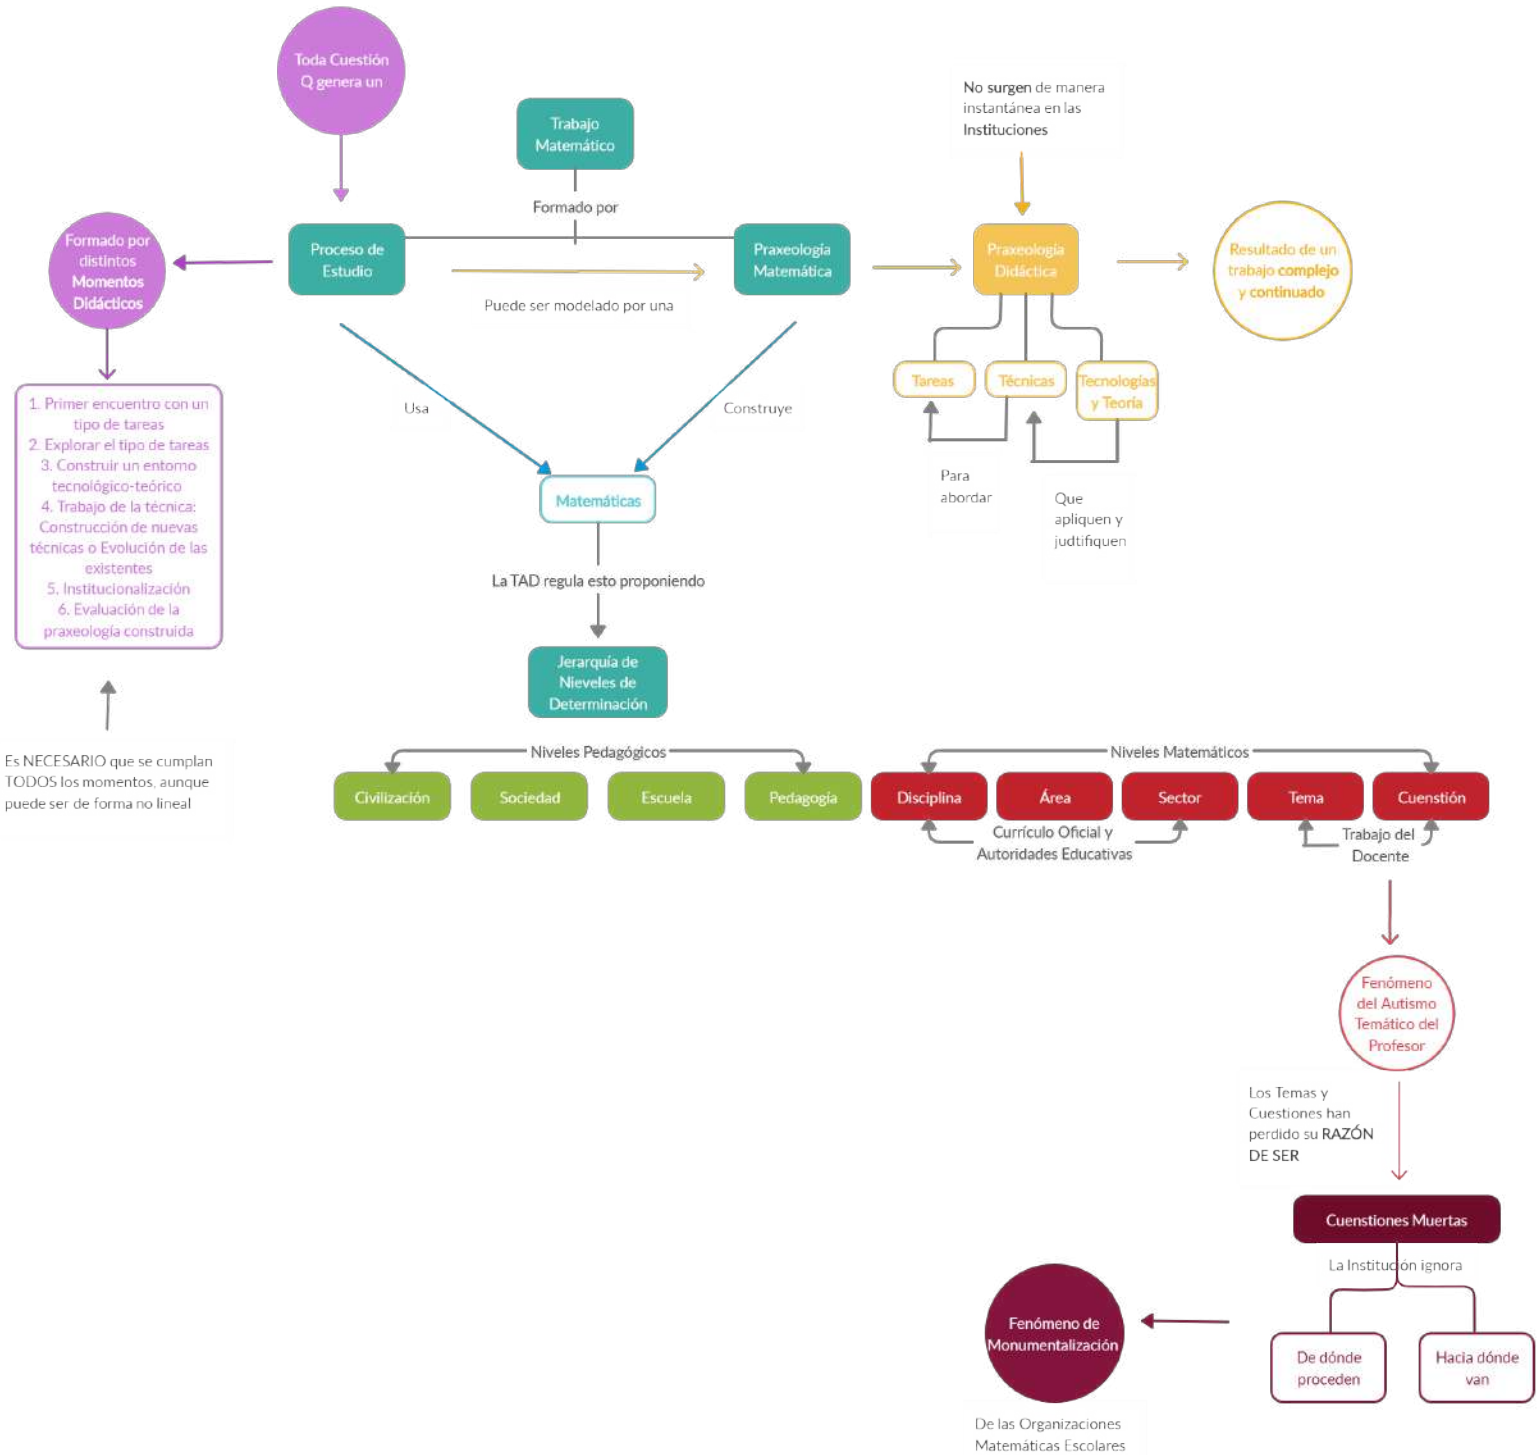 Toda Cuestión
Q genera un
Trabajo
Matemático
No surgen de manera
instantánea en las
Instituciones
Formado por
Formado por
distintos
Momentos
Didácticos
Proceso de
Estudio
Praxeología
Matemática
Praxeología
Didáctica
Resultado de un
trabajo complejo
y continuado
Puede ser modelado por una
Tareas
Técnicas
Tecnologías
y Teoría
Usa
Construye
1. Primer encuentro con un
tipo de tareas
2. Explorar el tipo de tareas
3. Construir un entorno
tecnológico-teórico
4. Trabajo de la técnica:
Construcción de nuevas
técnicas o Evolución de las
existentes
5. Institucionalización
6. Evaluación de la
praxeología construida
Para
abordar
Que
apliquen y
judtifiquen
Matemáticas
La TAD regula esto proponiendo
Jerarquía de
Nieveles de
Determinación
Es NECESARIO que se cumplan
TODOS los momentos, aunque
puede ser de forma no lineal
Niveles Pedagógicos
Niveles Matemáticos
Civilización
Sociedad
Escuela
Pedagogía
Disciplina
Área
Sector
Tema
Cuenstión
Currículo Oficial y
Autoridades Educativas
Trabajo del
Docente
Fenómeno
del Autismo
Temático del
Profesor
Los Temas y
Cuestiones han
perdido su RAZÓN
DE SER
Cuenstiones Muertas
La Institución ignora
De dónde
proceden
Hacia dónde
van
Fenómeno de
Monumentalización
De las Organizaciones
Matemáticas Escolares